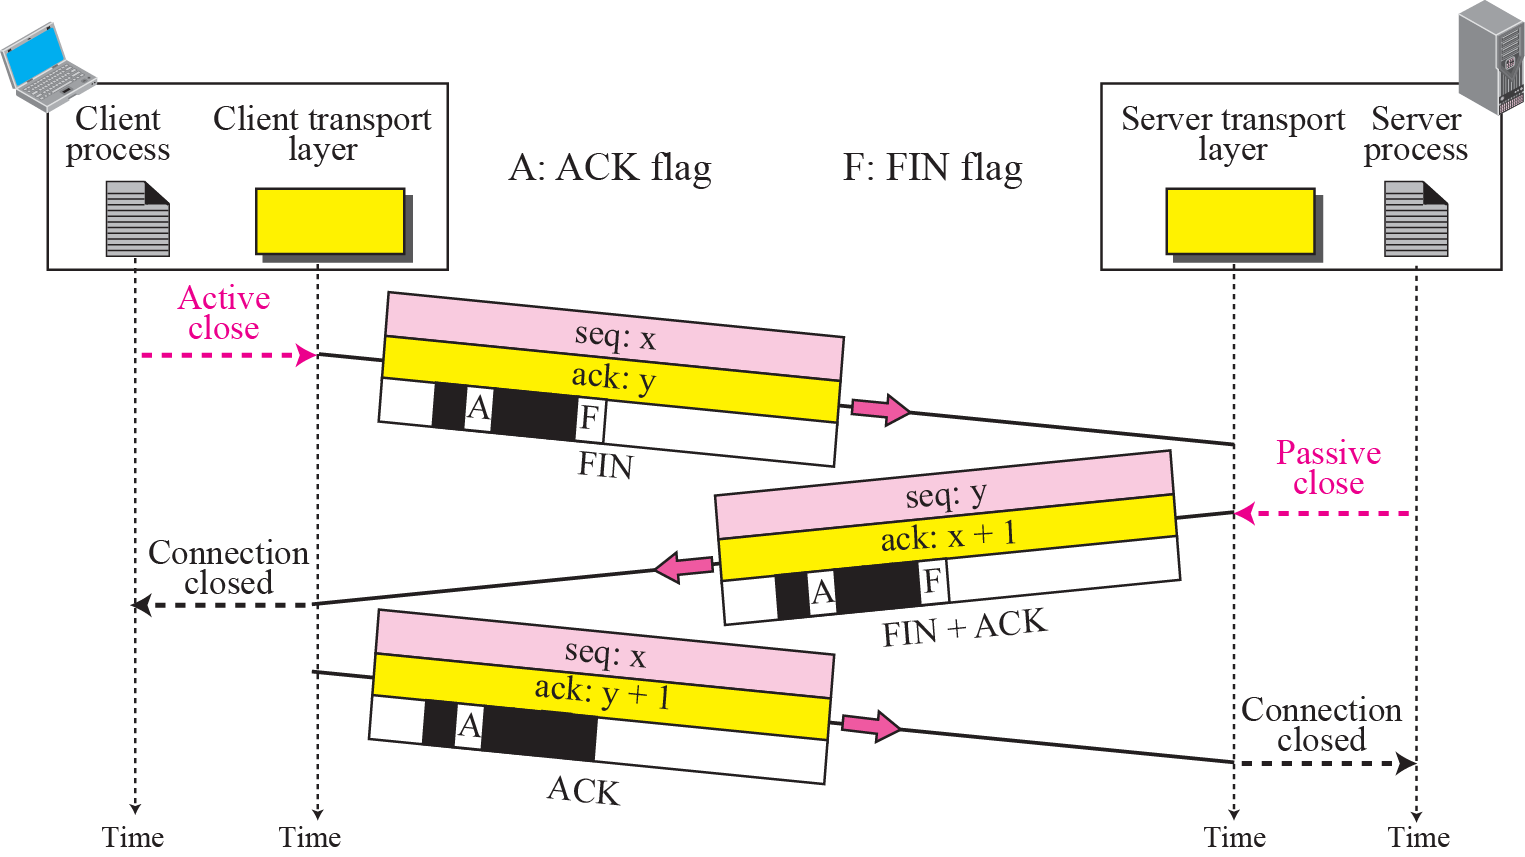 Client
process
Client transport
layer
A: ACK flag
F: FIN flag
Server transport
layer
Server
process
Active
close
seq: x
ack: y
A
F
FIN
Passive
close
seq: y
ack: x + 1
A
F
FIN + ACK
Connection
closed
seq: x
ack: y + 1
A
ACK
Connection
closed
Time
Time
Time
Time